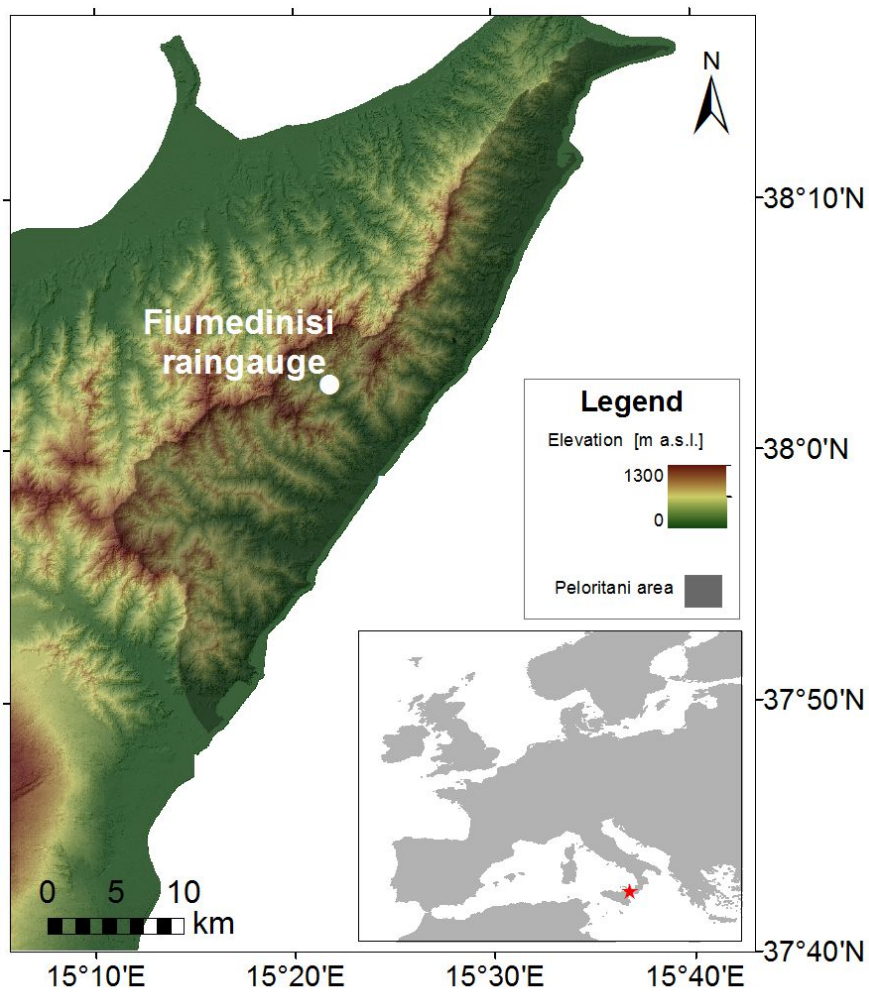 N
38°10'N
Fiumedinisi
raingauge
Legend
Elevation [m a.s.l.]
1300
0
Peloritani area
38°0'N
37°50'N
0 5 10
km
37°40'N
15°10'E 15°20'E 15°30'E 15°40'E